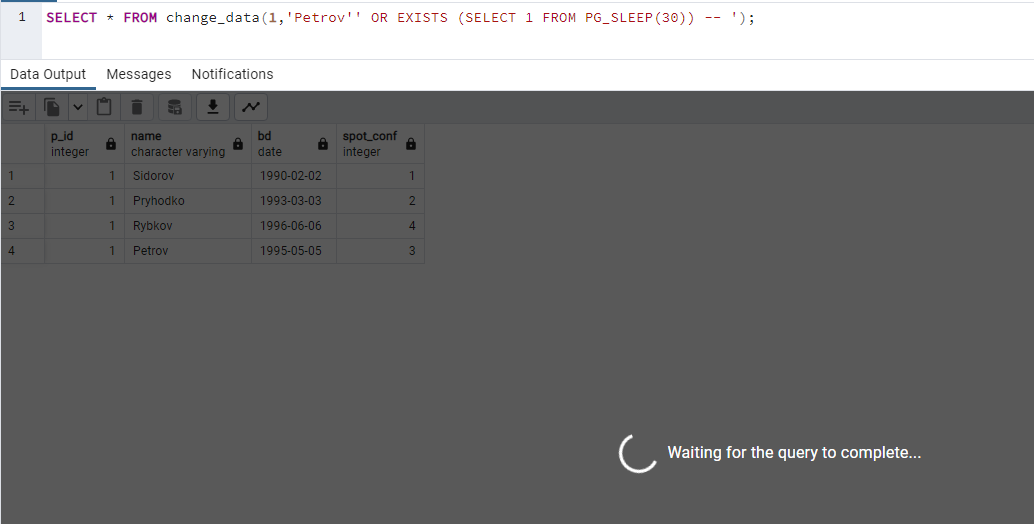 1 SELECT * FROM change_data(1,'Petrov'' OR EXISTS (SELECT 1 FROM PG_SLEEP(30)) -- ');
Data Output Messages Notifications
p_id name bd spot_conf
integer character varying date integer
1 1 Sidorov 1990-02-02 1
2 1 Pryhodko 1993-03-03 2
3 1 Rybkov 1996-06-06 4
4 1 Petrov 1995-05-05 3
Waiting for the query to complete...